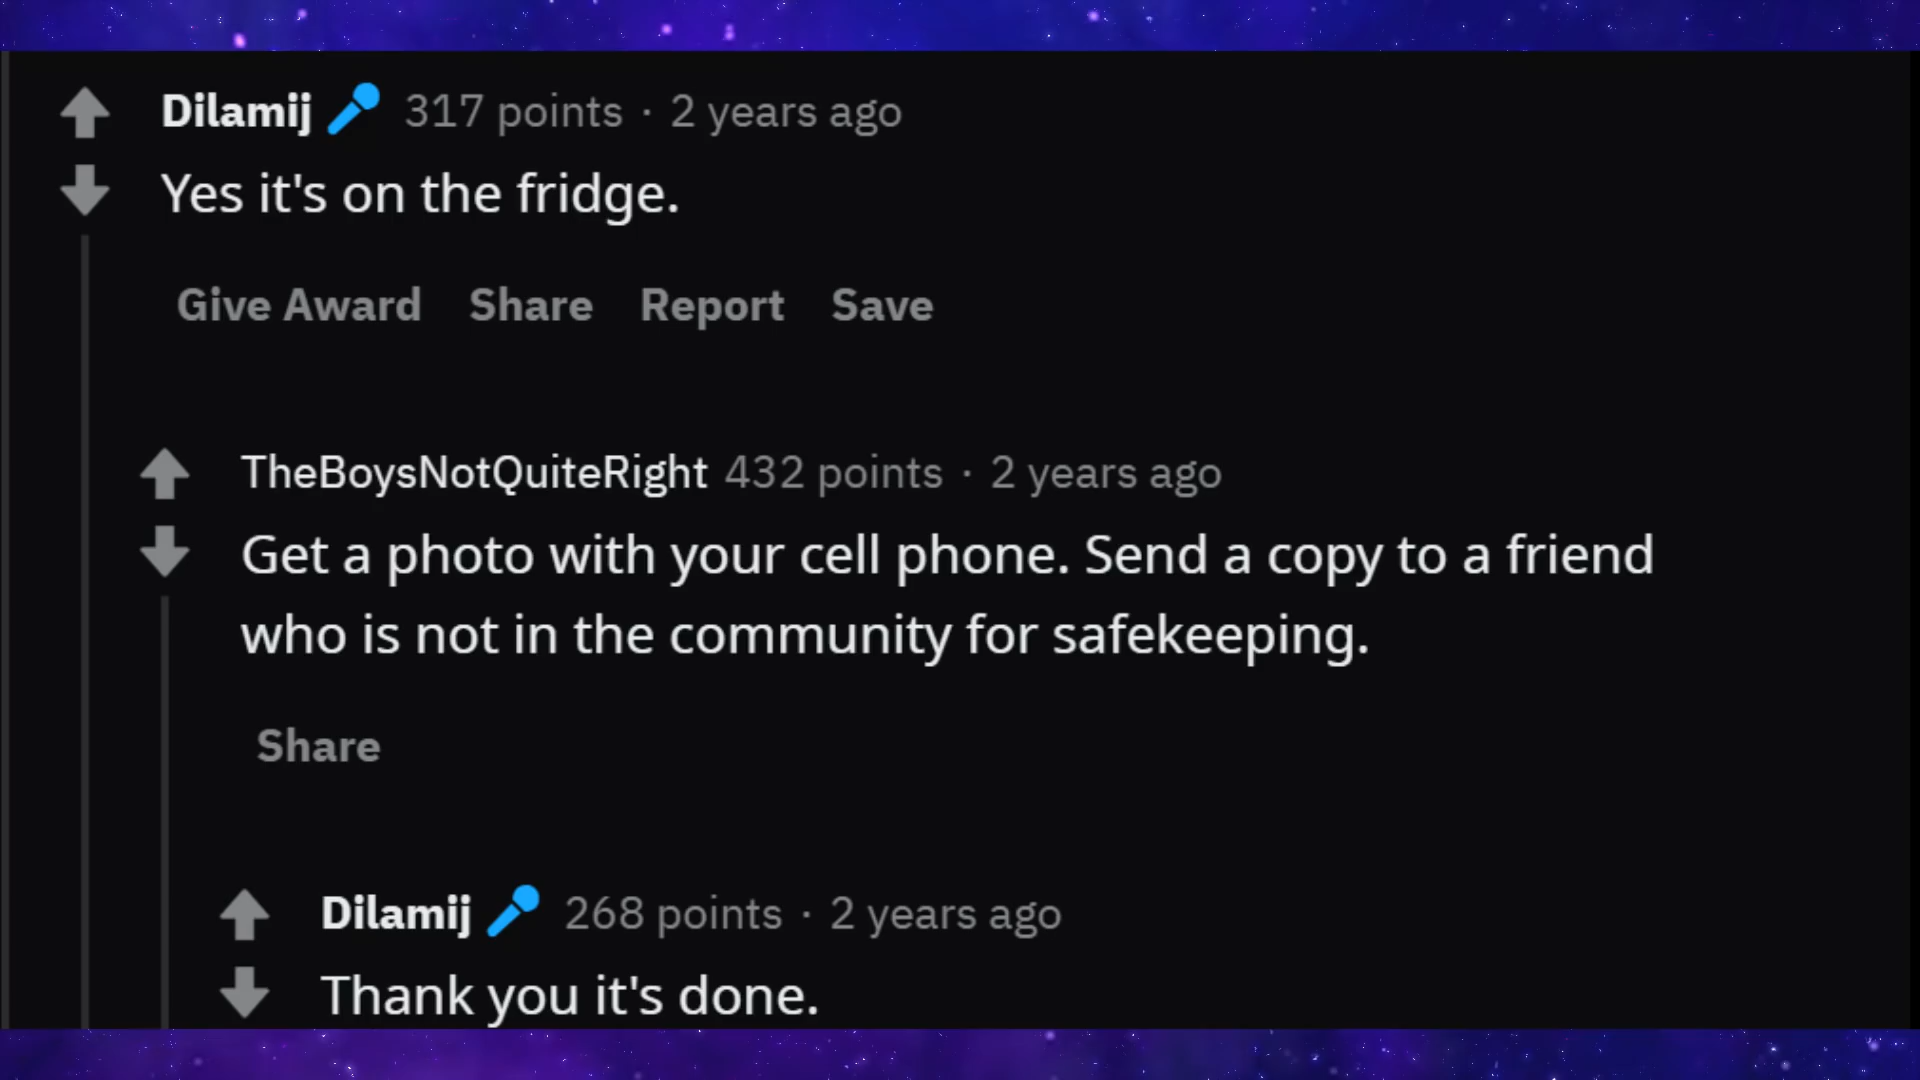 Dilamij 317 points · 2 years ago
Yes it's on the fridge.
Give Award Share Report Save
TheBoysNotQuiteRight 432 points · 2 years ago
Get a photo with your cell phone. Send a copy to a friend
who is not in the community for safekeeping.
Share
Dilamij 268 points · 2 years ago
Thank you it's done.